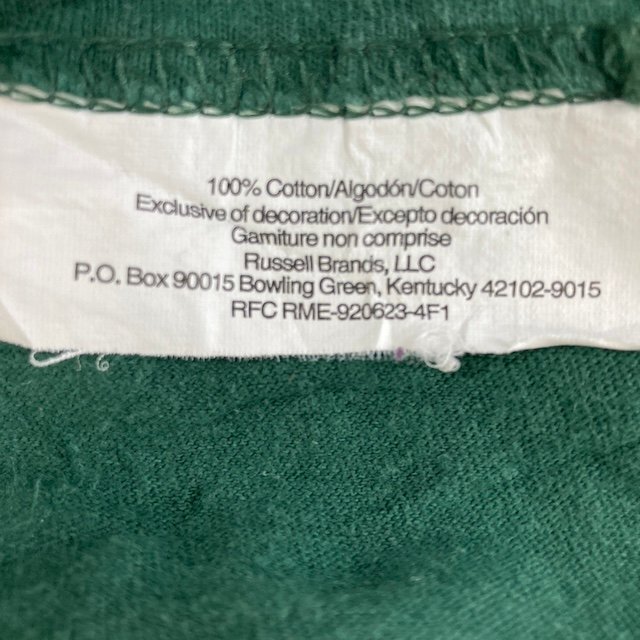 100% Cotton/Algodón/Coton
Exclusive of decoration/Excepto decoración
Garniture non comprise
Russell Brands, LLC
P.O. Box 90015 Bowling Green, Kentucky 42102-9015
RFC RME-920623-4F1